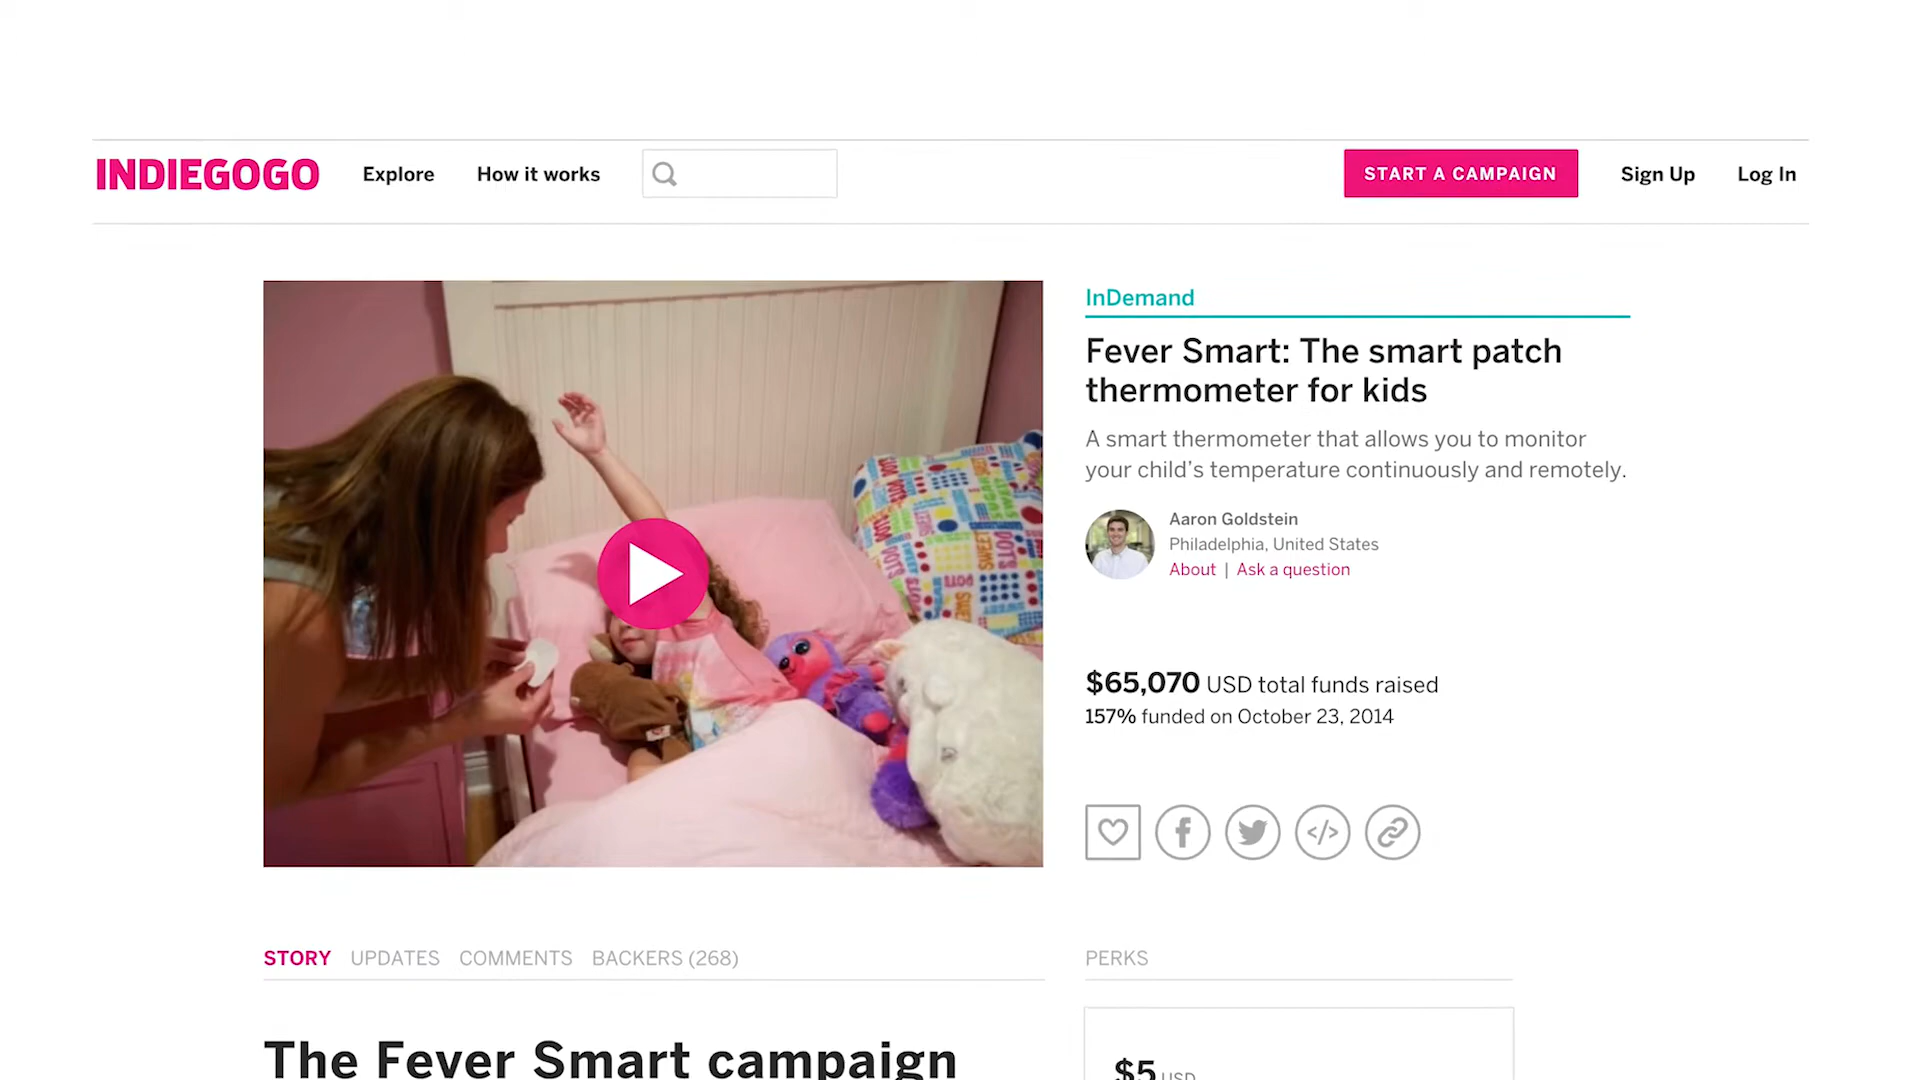 INDIEGOGO Explore How it works START A CAMPAIGN Sign Up Log In
InDemand
Fever Smart: The smart patch
thermometer for kids
A smart thermometer that allows you to monitor
your child's temperature continuously and remotely.
Aaron Goldstein
Philadelphia, United States
About | Ask a question
$65,070 USD total funds raised
157% funded on October 23, 2014
STORY UPDATES COMMENTS BACKERS (268)
PERKS
The Fever Smart campaign
$5 USD